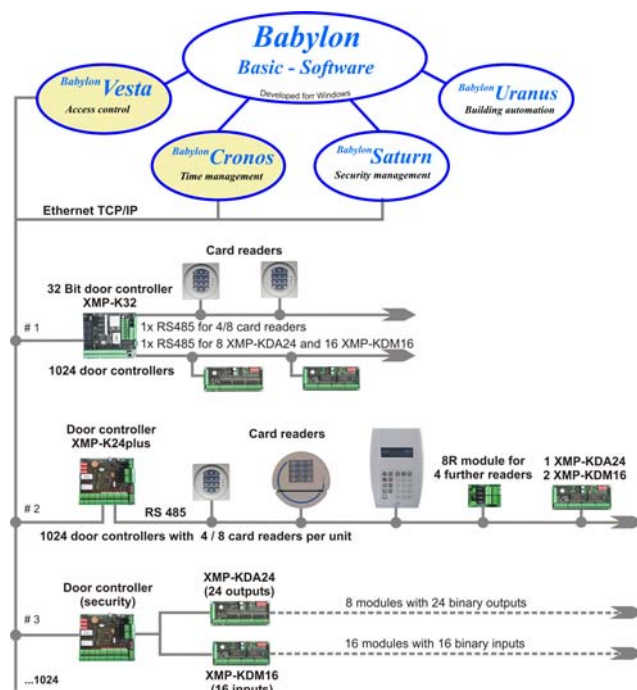 Babylon
Basic - Software
Developed forr Windows
Babylon Vesta
Access control
Babylon Uranus
Building automation
Babylon Cronos
Time management
Babylon Saturn
Security management
Ethernet TCP/IP
Card readers
32 Bit door controller
XMP-K32
# 1
1x RS485 for 4/8 card readers
1x RS485 for 8 XMP-KDA24 and 16 XMP-KDM16
1024 door controllers
Door controller
XMP-K24plus
Card readers
8R module for
4 further readers
1 XMP-KDA24
2 XMP-KDM16
# 2
RS 485
1024 door controllers with 4 / 8 card readers per unit
Door controller
(security)
XMP-KDA24
(24 outputs)
8 modules with 24 binary outputs
# 3
16 modules with 16 binary inputs
XMP-KDM16
(16 inputs)
...1024